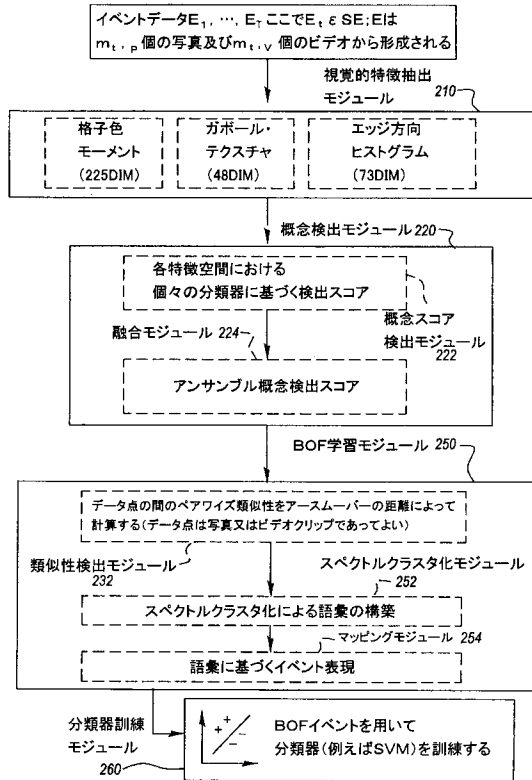 イベントデータE₁, …, E_T ここでE_t ε SE;Eは
m_t,p 個の写真及びm_t,v 個のビデオから形成される
視覚的特徴抽出
モジュール 210
格子色
モーメント
(225DIM)
ガボール・
テクスチャ
(48DIM)
エッジ方向
ヒストグラム
(73DIM)
概念検出モジュール 220
各特徴空間における
個々の分類器に基づく検出スコア
概念スコア
検出モジュール
222
融合モジュール 224
アンサンブル概念検出スコア
BOF学習モジュール 250
データ点の間のペアワイズ類似性をアースムーバーの距離によって
計算する(データ点は写真又はビデオクリップであってよい)
類似性検出モジュール
232
スペクトルクラスタ化モジュール
252
スペクトルクラスタ化による語彙の構築
マッピングモジュール 254
語彙に基づくイベント表現
分類器訓練
モジュール
260
BOFイベントを用いて
分類器(例えばSVM)を訓練する